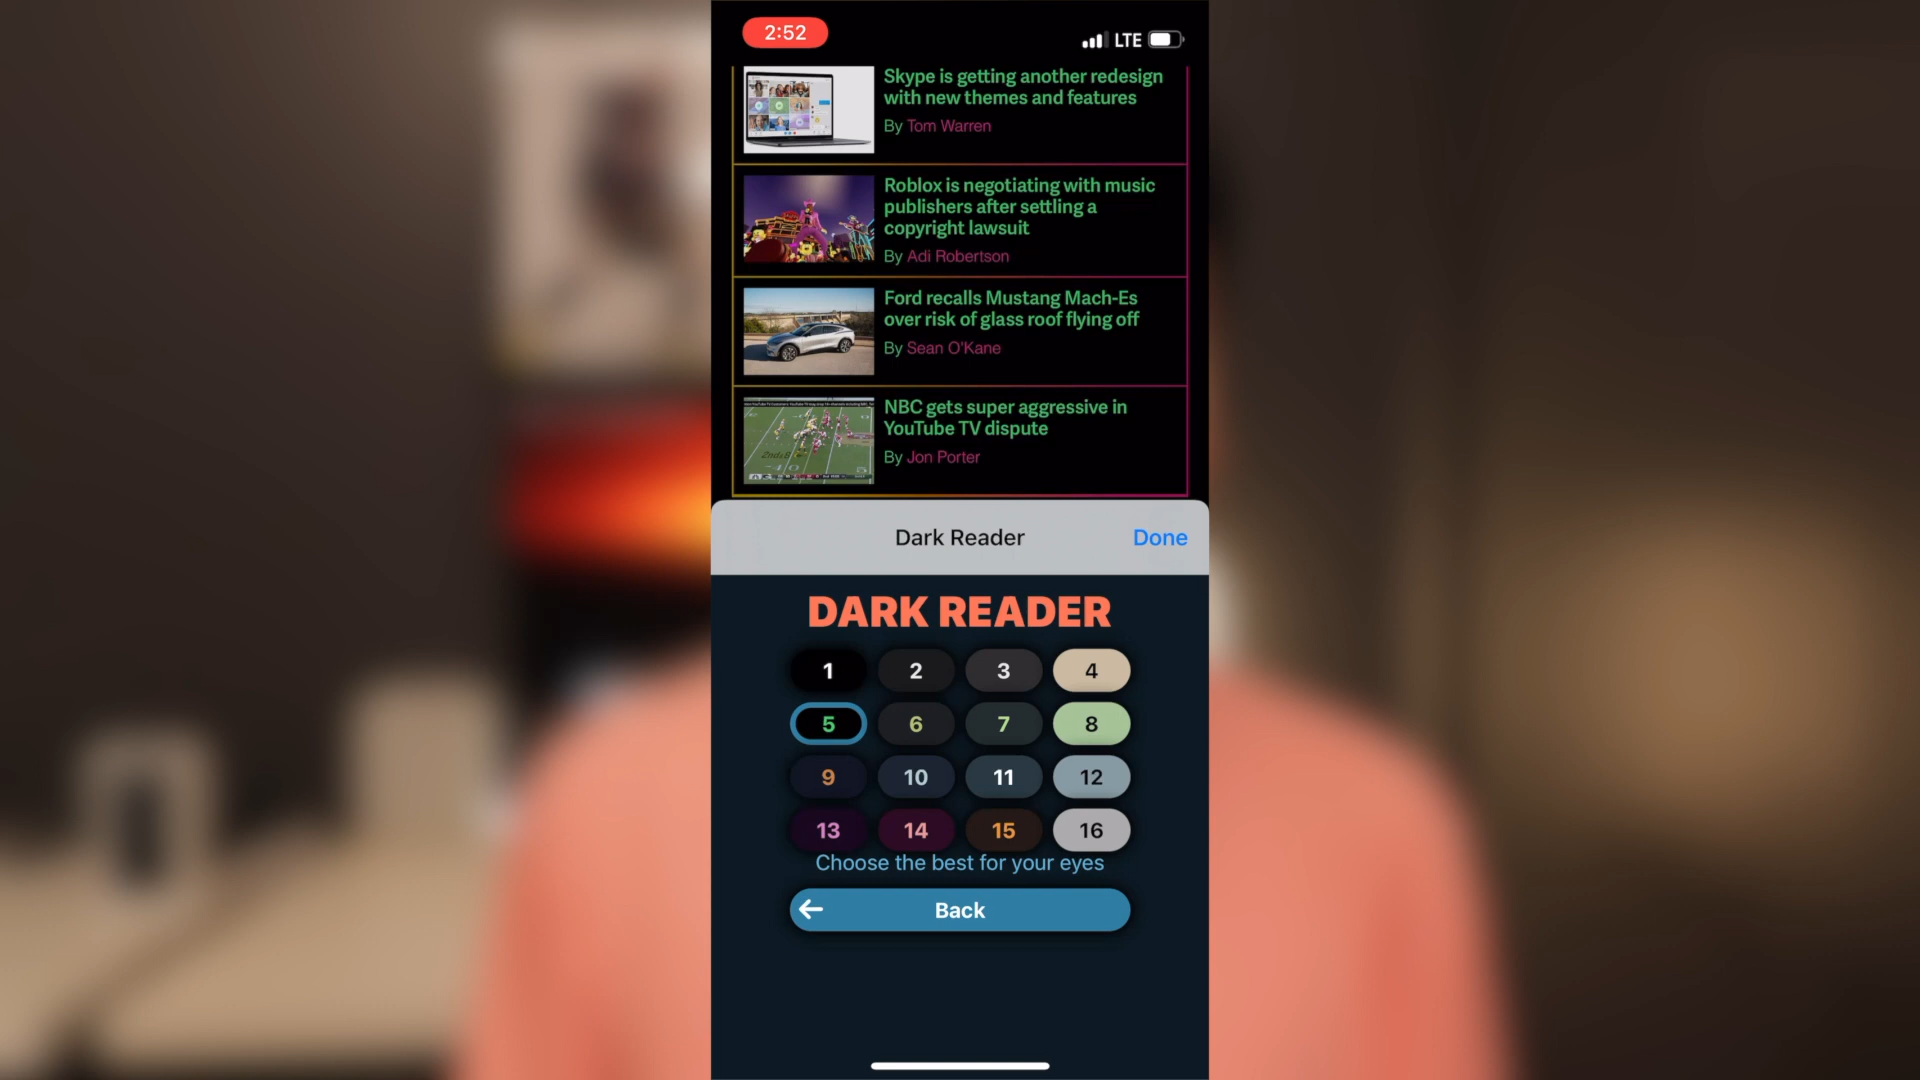 2:52
LTE
Skype is getting another redesign
with new themes and features
By Tom Warren
Roblox is negotiating with music
publishers after settling a
copyright lawsuit
By Adi Robertson
Ford recalls Mustang Mach-Es
over risk of glass roof flying off
By Sean O'Kane
NBC gets super aggressive in
YouTube TV dispute
By Jon Porter
Dark Reader
Done
DARK READER
1 2 3 4
5 6 7 8
9 10 11 12
13 14 15 16
Choose the best for your eyes
Back